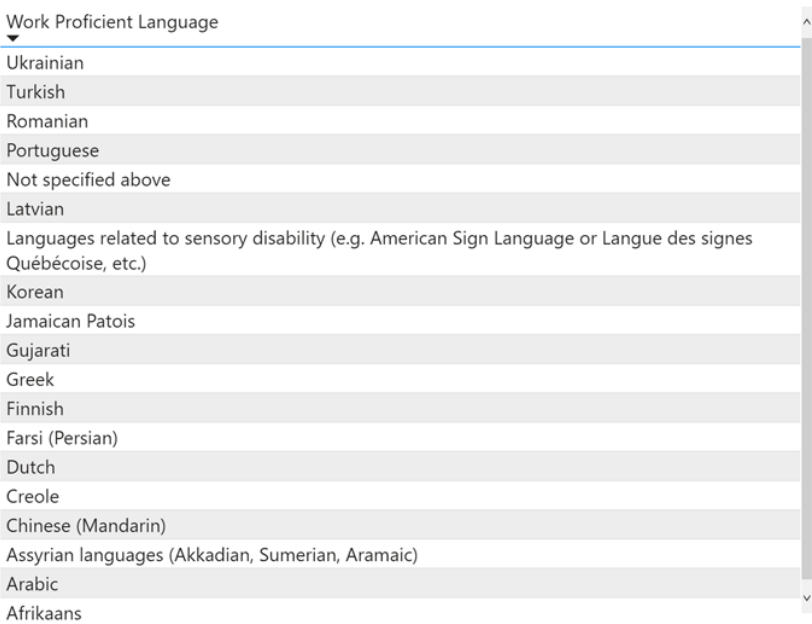 Work Proficient Language
Ukrainian
Turkish
Romanian
Portuguese
Not specified above
Latvian
Languages related to sensory disability (e.g. American Sign Language or Langue des signes
Québécoise, etc.)
Korean
Jamaican Patois
Gujarati
Greek
Finnish
Farsi (Persian)
Dutch
Creole
Chinese (Mandarin)
Assyrian languages (Akkadian, Sumerian, Aramaic)
Arabic
Afrikaans